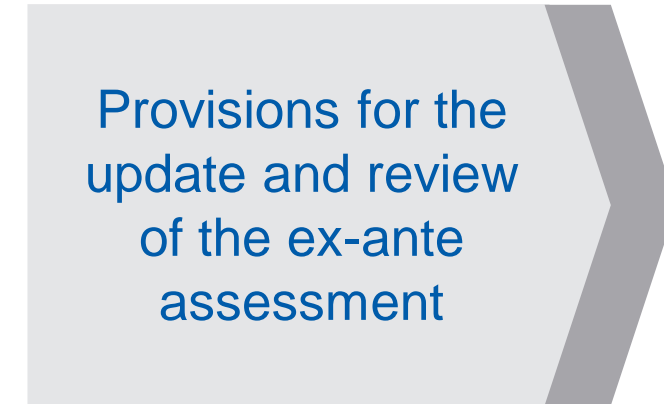 Provisions for the
update and review
of the ex-ante
assessment